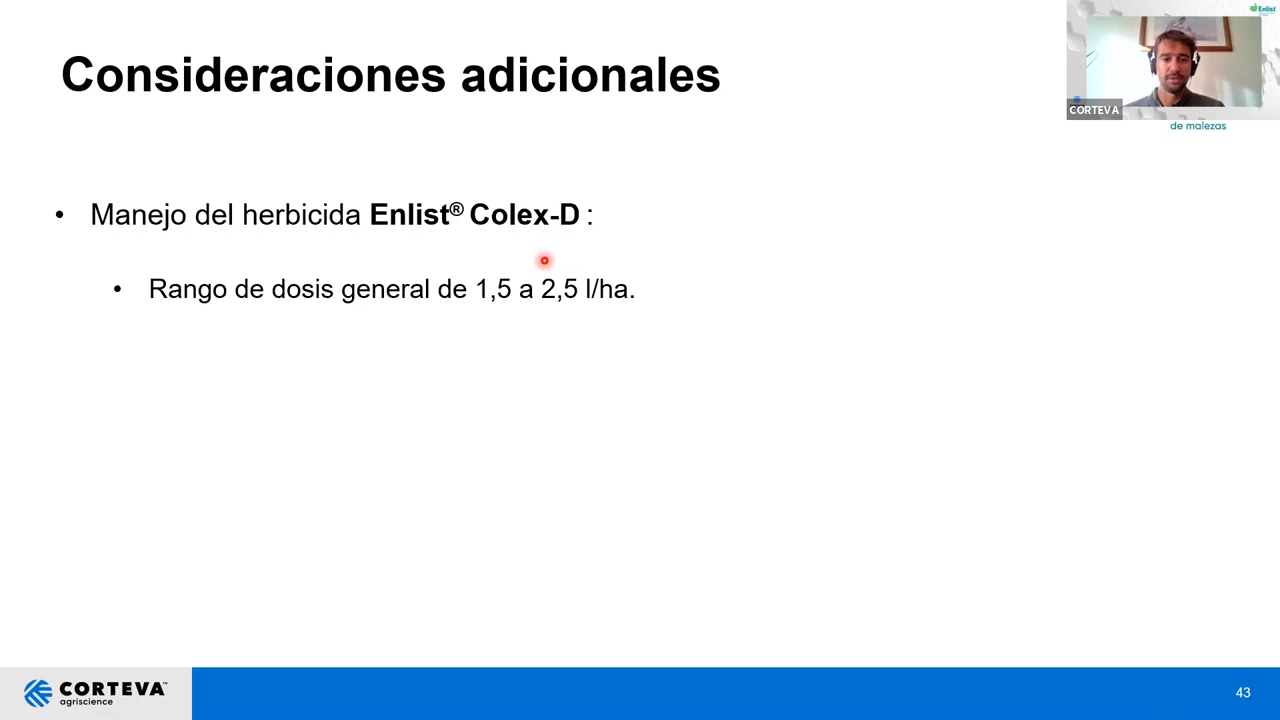 Consideraciones adicionales
Enlist
CORTEVA
de malezas
• Manejo del herbicida Enlist® Colex-D :
• Rango de dosis general de 1,5 a 2,5 l/ha.
CORTEVA™
agriscience
43